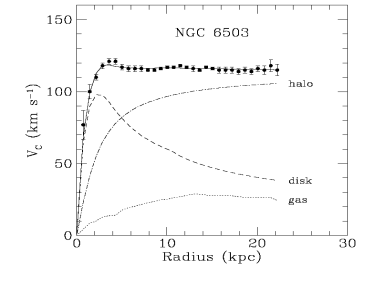 150
NGC 6503
100
halo
V_C (km s⁻¹)
50
disk
gas
0
0 10 20 30
Radius (kpc)